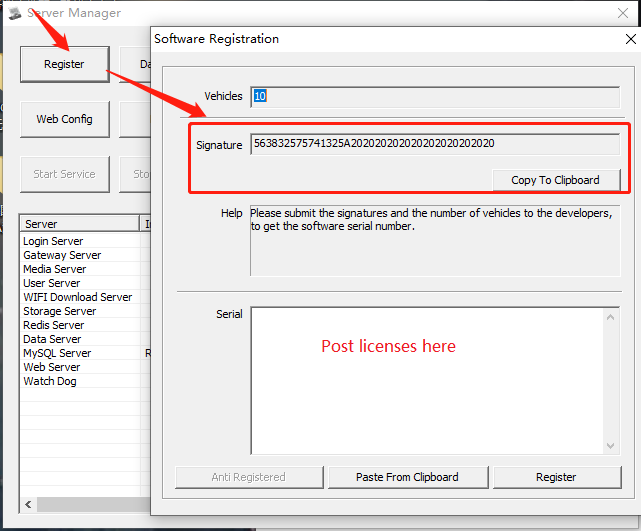 Server Manager
Software Registration
Register
Da
Web Config
Start Service
Sto
Vehicles 10
Signature 563832575741325A20202020202020202020202020
Copy To Clipboard
Help Please submit the signatures and the number of vehicles to the developers,
to get the software serial number.
Server
In
Login Server
Gateway Server
Media Server
User Server
WIFI Download Server
Storage Server
Redis Server
Data Server
MySQL Server R
Web Server
Watch Dog
Serial
Post licenses here
Anti Registered
Paste From Clipboard
Register